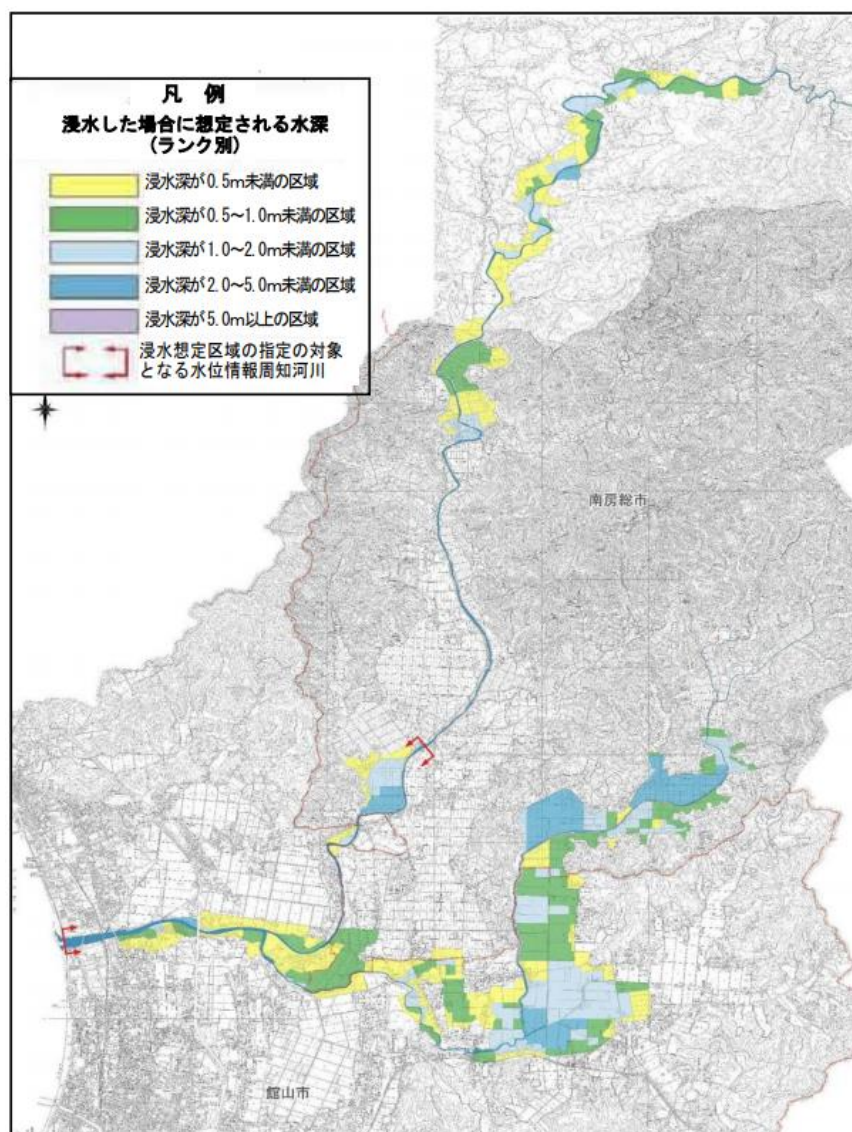 凡 例
浸水した場合に想定される水深
(ランク別)
浸水深が0.5m未満の区域
浸水深が0.5~1.0m未満の区域
浸水深が1.0~2.0m未満の区域
浸水深が2.0~5.0m未満の区域
浸水深が5.0m以上の区域
浸水想定区域の指定の対象
となる水位情報周知河川
南房総市
館山市